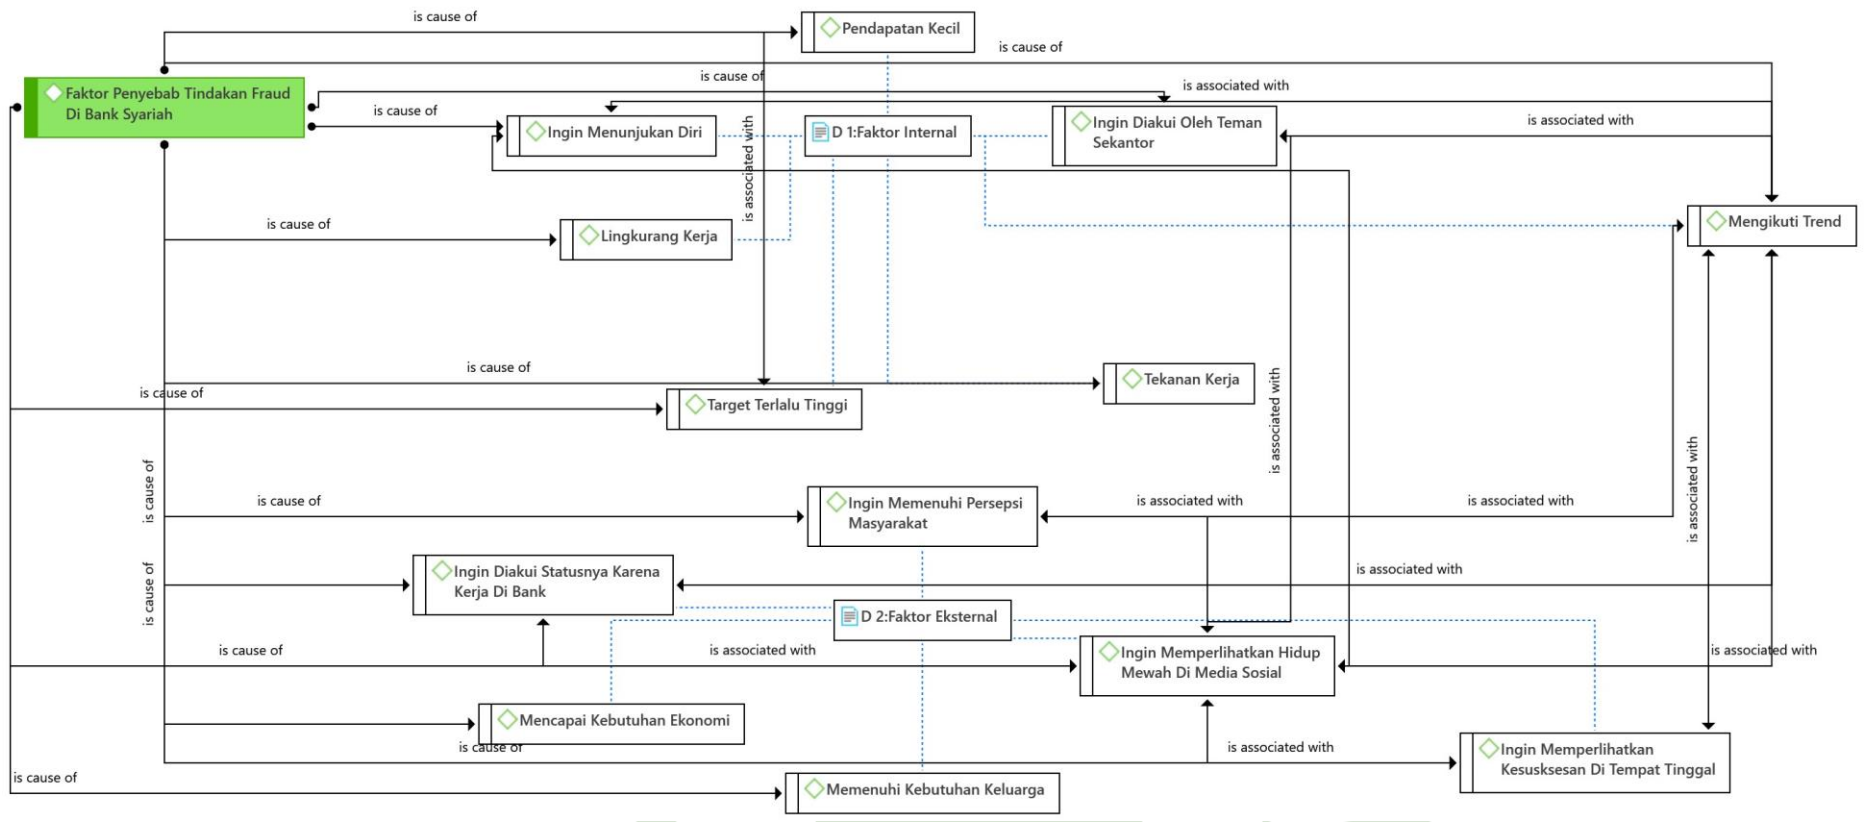 is cause of
Pendapatan Kecil
is cause of
is cause of
is associated with
Faktor Penyebab Tindakan Fraud
Di Bank Syariah
is cause of
Ingin Menunjukan Diri
D 1:Faktor Internal
Ingin Diakui Oleh Teman
Sekantor
is associated with
is associated with
is cause of
Lingkurang Kerja
Mengikuti Trend
is cause of
Tekanan Kerja
is cause of
Target Terlalu Tinggi
is associated with
is associated with
is cause of
is cause of
Ingin Memenuhi Persepsi
Masyarakat
is associated with
is associated with
is cause of
Ingin Diakui Statusnya Karena
Kerja Di Bank
is associated with
D 2:Faktor Eksternal
is cause of
is associated with
Ingin Memperlihatkan Hidup
Mewah Di Media Sosial
is associated with
Mencapai Kebutuhan Ekonomi
is cause of
is associated with
Ingin Memperlihatkan
Kesusksesan Di Tempat Tinggal
is cause of
Memenuhi Kebutuhan Keluarga